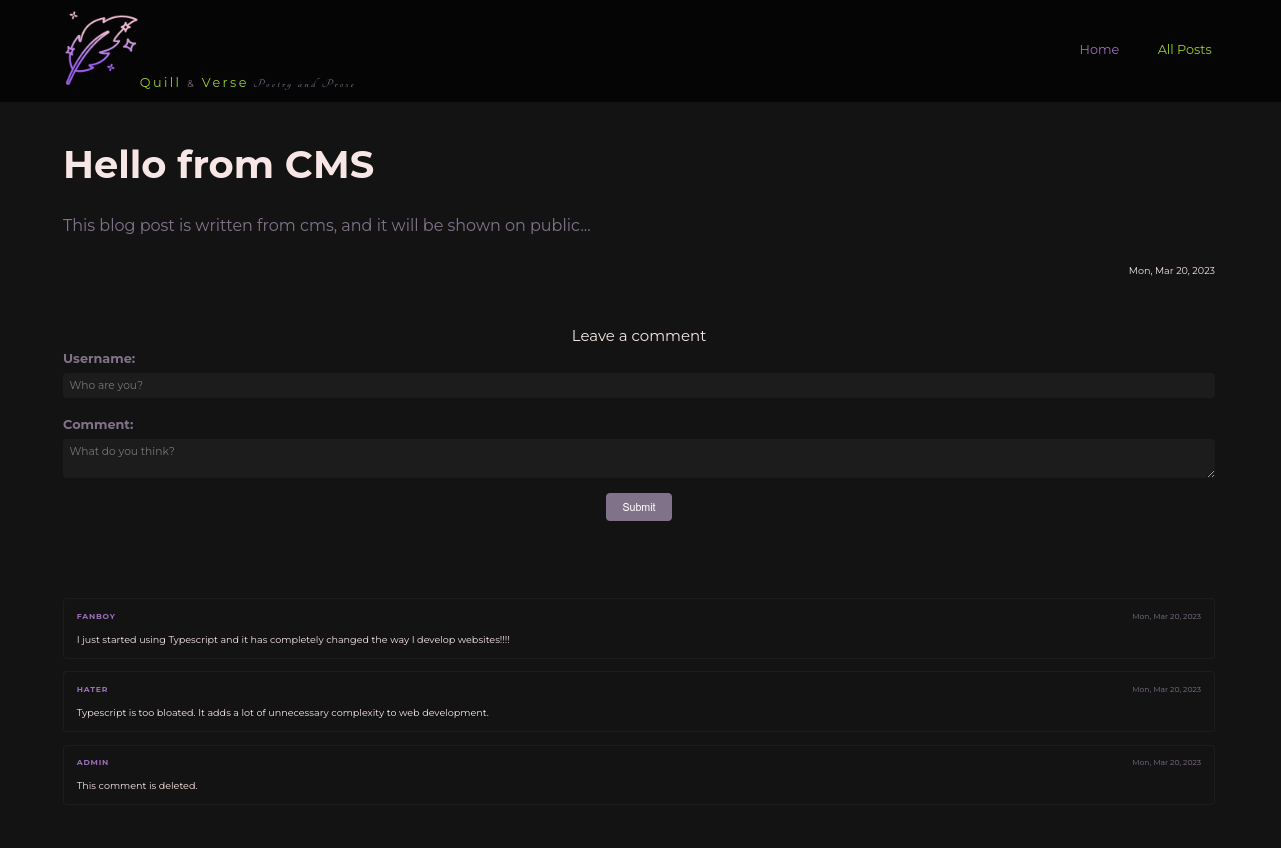 Quill & Verse Poetry and Prose
Home
All Posts
Hello from CMS
This blog post is written from cms, and it will be shown on public...
Mon, Mar 20, 2023
Leave a comment
Username:
Who are you?
Comment:
What do you think?
Submit
FANBOY
Mon, Mar 20, 2023
I just started using Typescript and it has completely changed the way I develop websites!!!!
HATER
Mon, Mar 20, 2023
Typescript is too bloated. It adds a lot of unnecessary complexity to web development.
ADMIN
Mon, Mar 20, 2023
This comment is deleted.